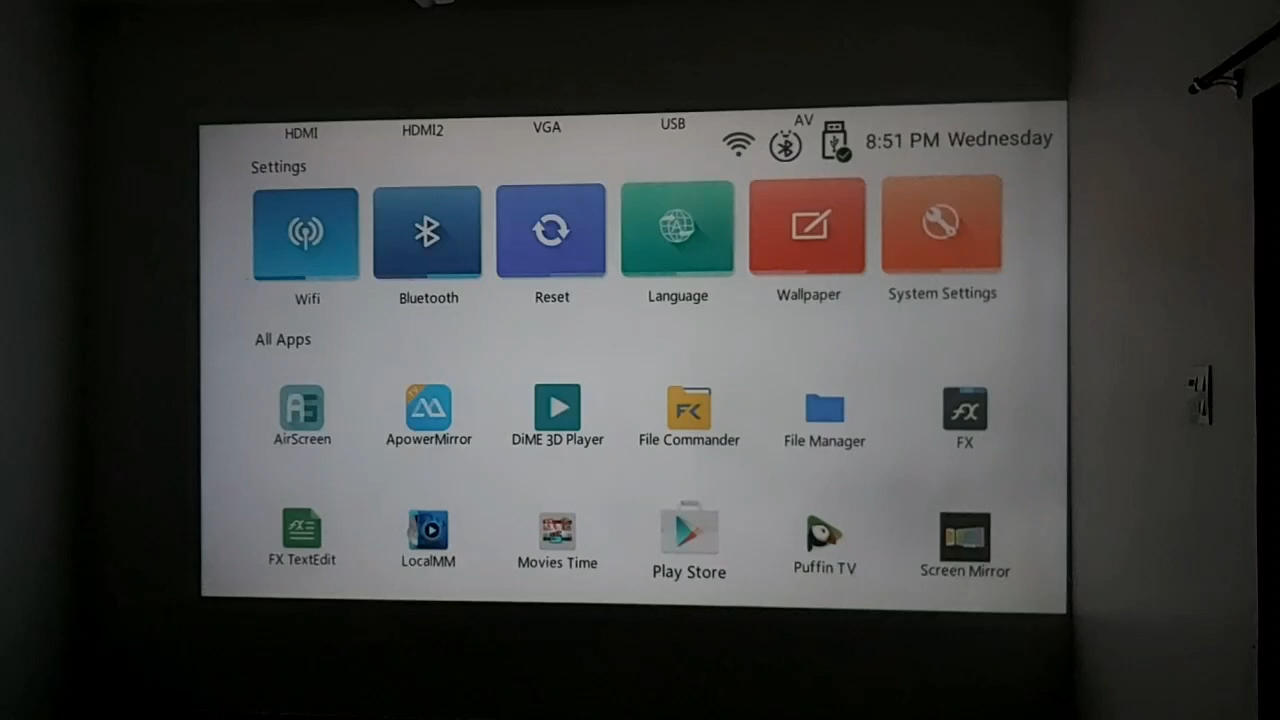 HDMI HDMI2 VGA USB AV
8:51 PM Wednesday
Settings
Wifi Bluetooth Reset Language Wallpaper System Settings
All Apps
AirScreen ApowerMirror DiME 3D Player File Commander File Manager FX
FX TextEdit LocalMM Movies Time Play Store Puffin TV Screen Mirror